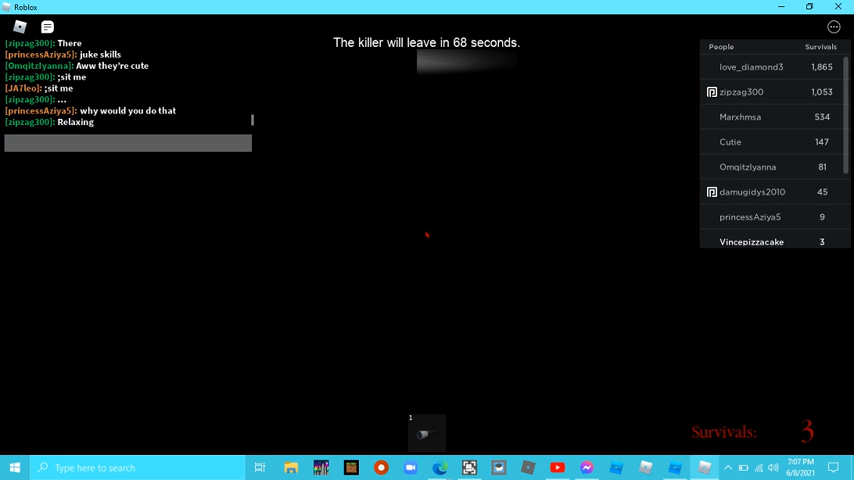 Roblox
[zipzag300]: There
[princessAziya5]: juke skills
[OmqitzIyanna]: Aww they're cute
[zipzag300]: ;sit me
[JA7leo]: ;sit me
[zipzag300]: ...
[princessAziya5]: why would you do that
[zipzag300]: Relaxing
The killer will leave in 68 seconds.
People Survivals
love_diamond3 1,865
zipzag300 1,053
Marxhmsa 534
Cutie 147
OmqitzIyanna 81
damugidys2010 45
princessAziya5 9
Vincepizzacake 3
1
Survivals: 3
Type here to search
7:07 PM
6/8/2021